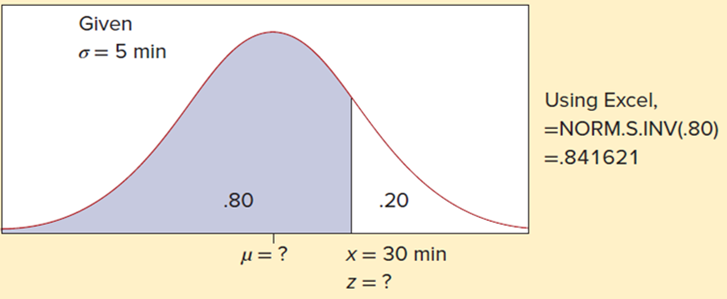 Given
σ = 5 min
Using Excel,
=NORM.S.INV(.80)
=.841621
.80
.20
μ = ?
x = 30 min
z = ?